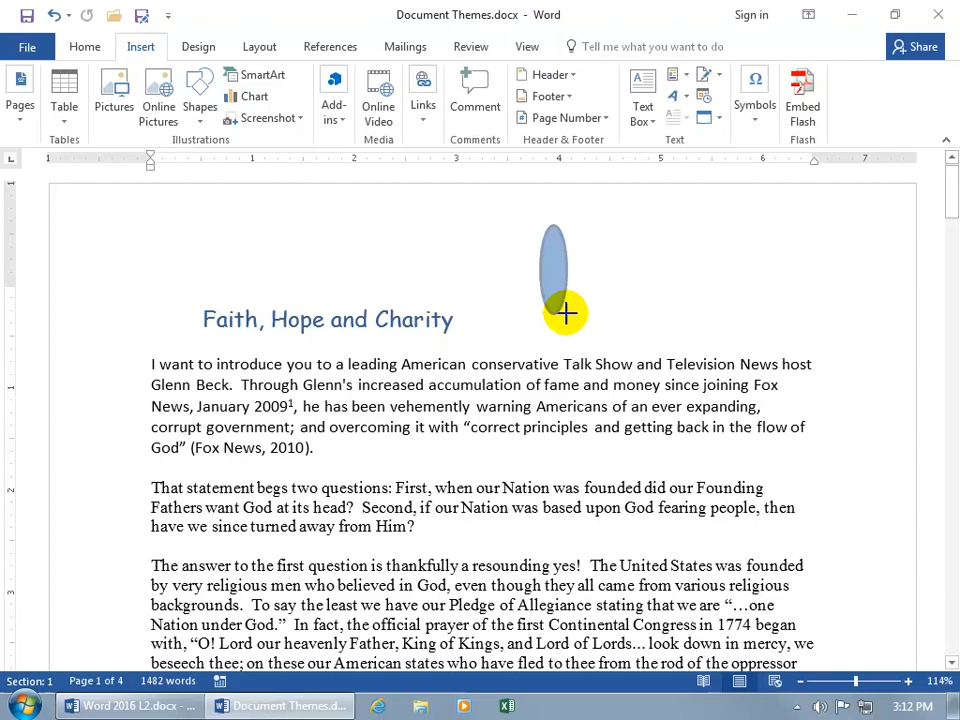 Document Themes.docx - Word
Sign in
File Home Insert Design Layout References Mailings Review View Tell me what you want to do Share
Pages
Table
Pictures
Online Pictures
Shapes
SmartArt
Chart
Screenshot
Add-ins
Online Video
Links
Comment
Header
Footer
Page Number
Text Box
Symbols
Embed Flash
Tables Illustrations Media Comments Header & Footer Text Flash
1 1 2 3 4 5 6 7
1
1
2
3
Faith, Hope and Charity
I want to introduce you to a leading American conservative Talk Show and Television News host
Glenn Beck.  Through Glenn's increased accumulation of fame and money since joining Fox
News, January 2009¹, he has been vehemently warning Americans of an ever expanding,
corrupt government; and overcoming it with “correct principles and getting back in the flow of
God” (Fox News, 2010).
That statement begs two questions: First, when our Nation was founded did our Founding
Fathers want God at its head?  Second, if our Nation was based upon God fearing people, then
have we since turned away from Him?
The answer to the first question is thankfully a resounding yes!  The United States was founded
by very religious men who believed in God, even though they all came from various religious
backgrounds.  To say the least we have our Pledge of Allegiance stating that we are “…one
Nation under God.”  In fact, the official prayer of the first Continental Congress in 1774 began
with, “O! Lord our heavenly Father, King of Kings, and Lord of Lords... look down in mercy, we
beseech thee; on these our American states who have fled to thee from the rod of the oppressor
Section: 1 Page 1 of 4 1482 words 114%
Word 2016 L2.docx - ... Document Themes.d... 3:12 PM